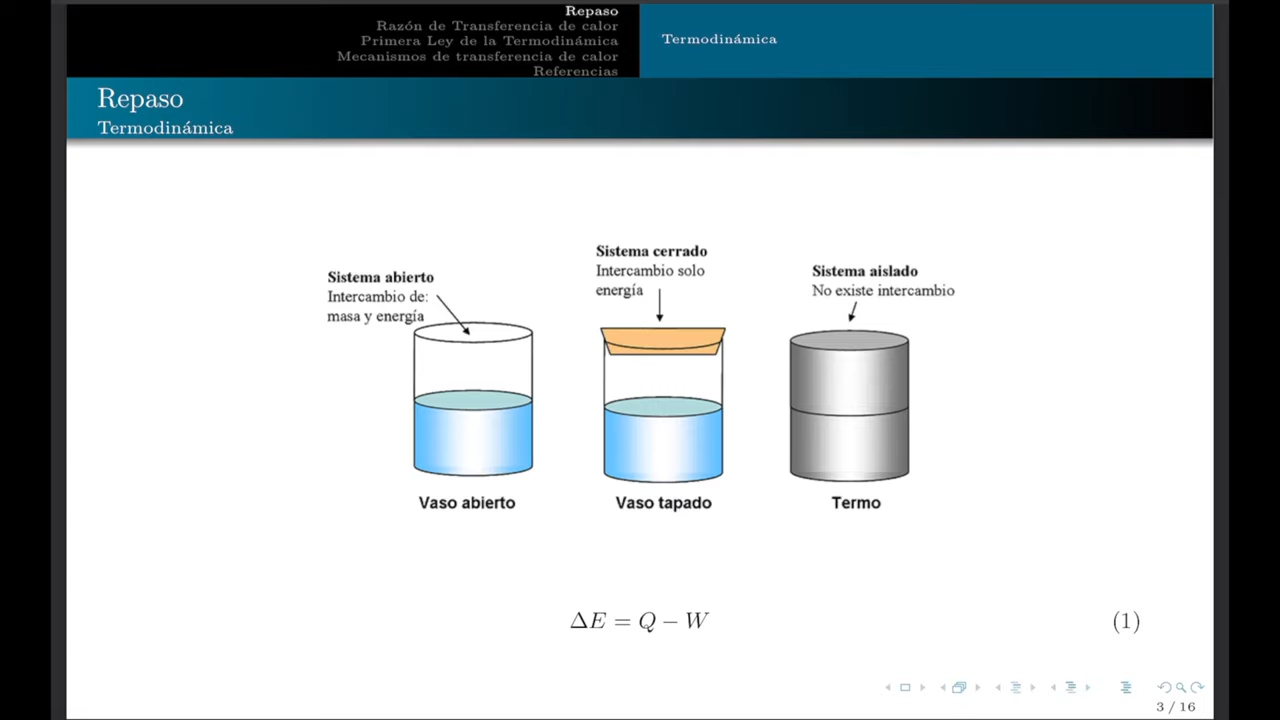 Repaso
Razón de Transferencia de calor
Primera Ley de la Termodinámica
Mecanismos de transferencia de calor
Referencias
Termodinámica
Repaso
Termodinámica
Sistema abierto
Intercambio de:
masa y energía
Sistema cerrado
Intercambio solo
energía
Sistema aislado
No existe intercambio
Vaso abierto
Vaso tapado
Termo
ΔE = Q − W (1)
3 / 16